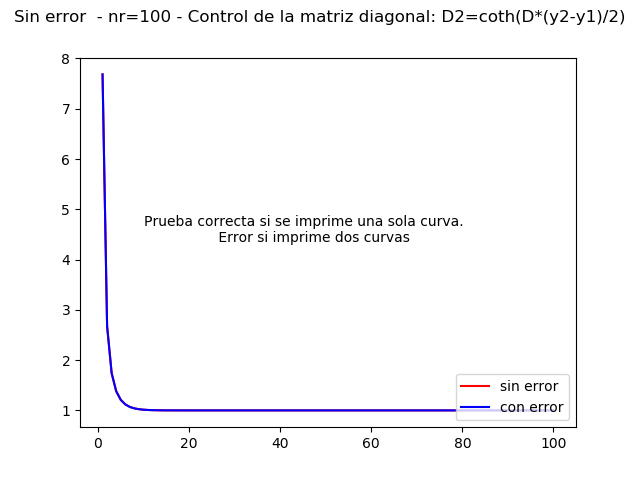 Sin error  - nr=100 - Control de la matriz diagonal: D2=coth(D*(y2-y1)/2)
8
7
6
5
4
3
2
1
Prueba correcta si se imprime una sola curva.
Error si imprime dos curvas
sin error
con error
0
20
40
60
80
100